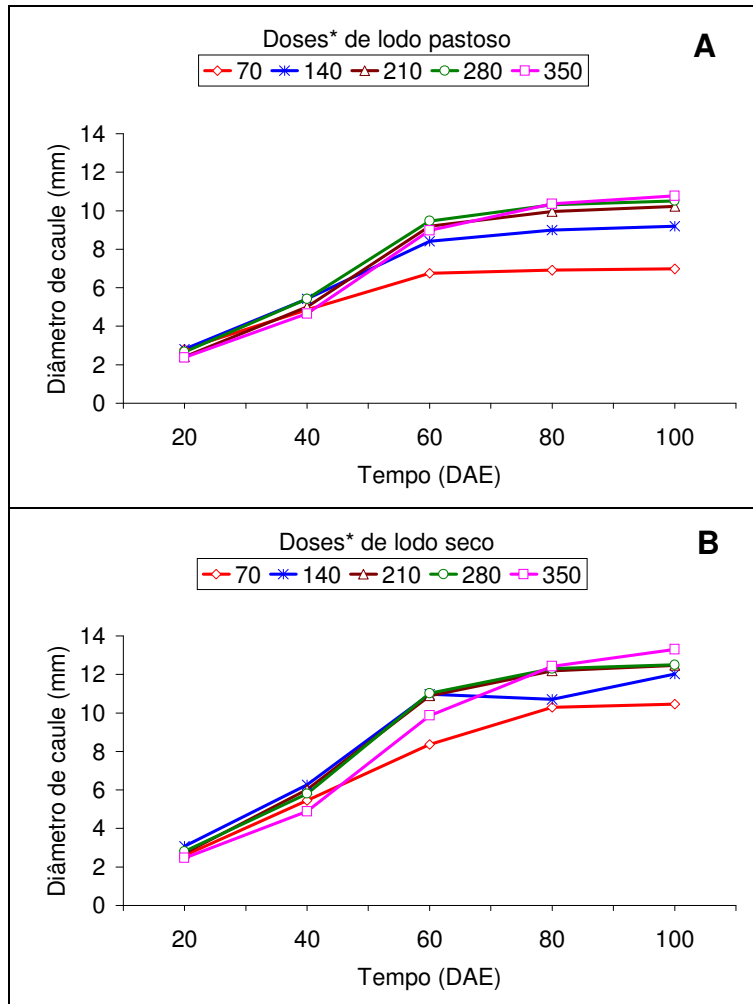 Doses* de lodo pastoso
A
70 140 210 280 350
Diâmetro de caule (mm)
14
12
10
8
6
4
2
0
20 40 60 80 100
Tempo (DAE)
Doses* de lodo seco
B
70 140 210 280 350
Diâmetro de caule (mm)
14
12
10
8
6
4
2
0
20 40 60 80 100
Tempo (DAE)